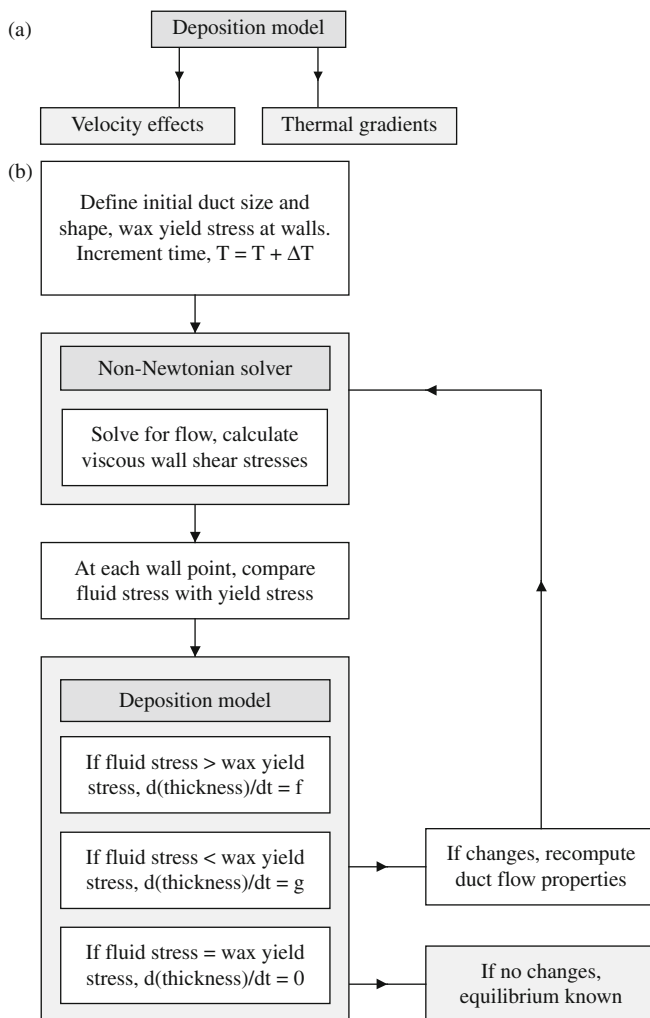 (a)
Deposition model
Velocity effects
Thermal gradients
(b)
Define initial duct size and
shape, wax yield stress at walls.
Increment time, T = T + ΔT
Non-Newtonian solver
Solve for flow, calculate
viscous wall shear stresses
At each wall point, compare
fluid stress with yield stress
Deposition model
If fluid stress > wax yield
stress, d(thickness)/dt = f
If fluid stress < wax yield
stress, d(thickness)/dt = g
If changes, recompute
duct flow properties
If fluid stress = wax yield
stress, d(thickness)/dt = 0
If no changes,
equilibrium known